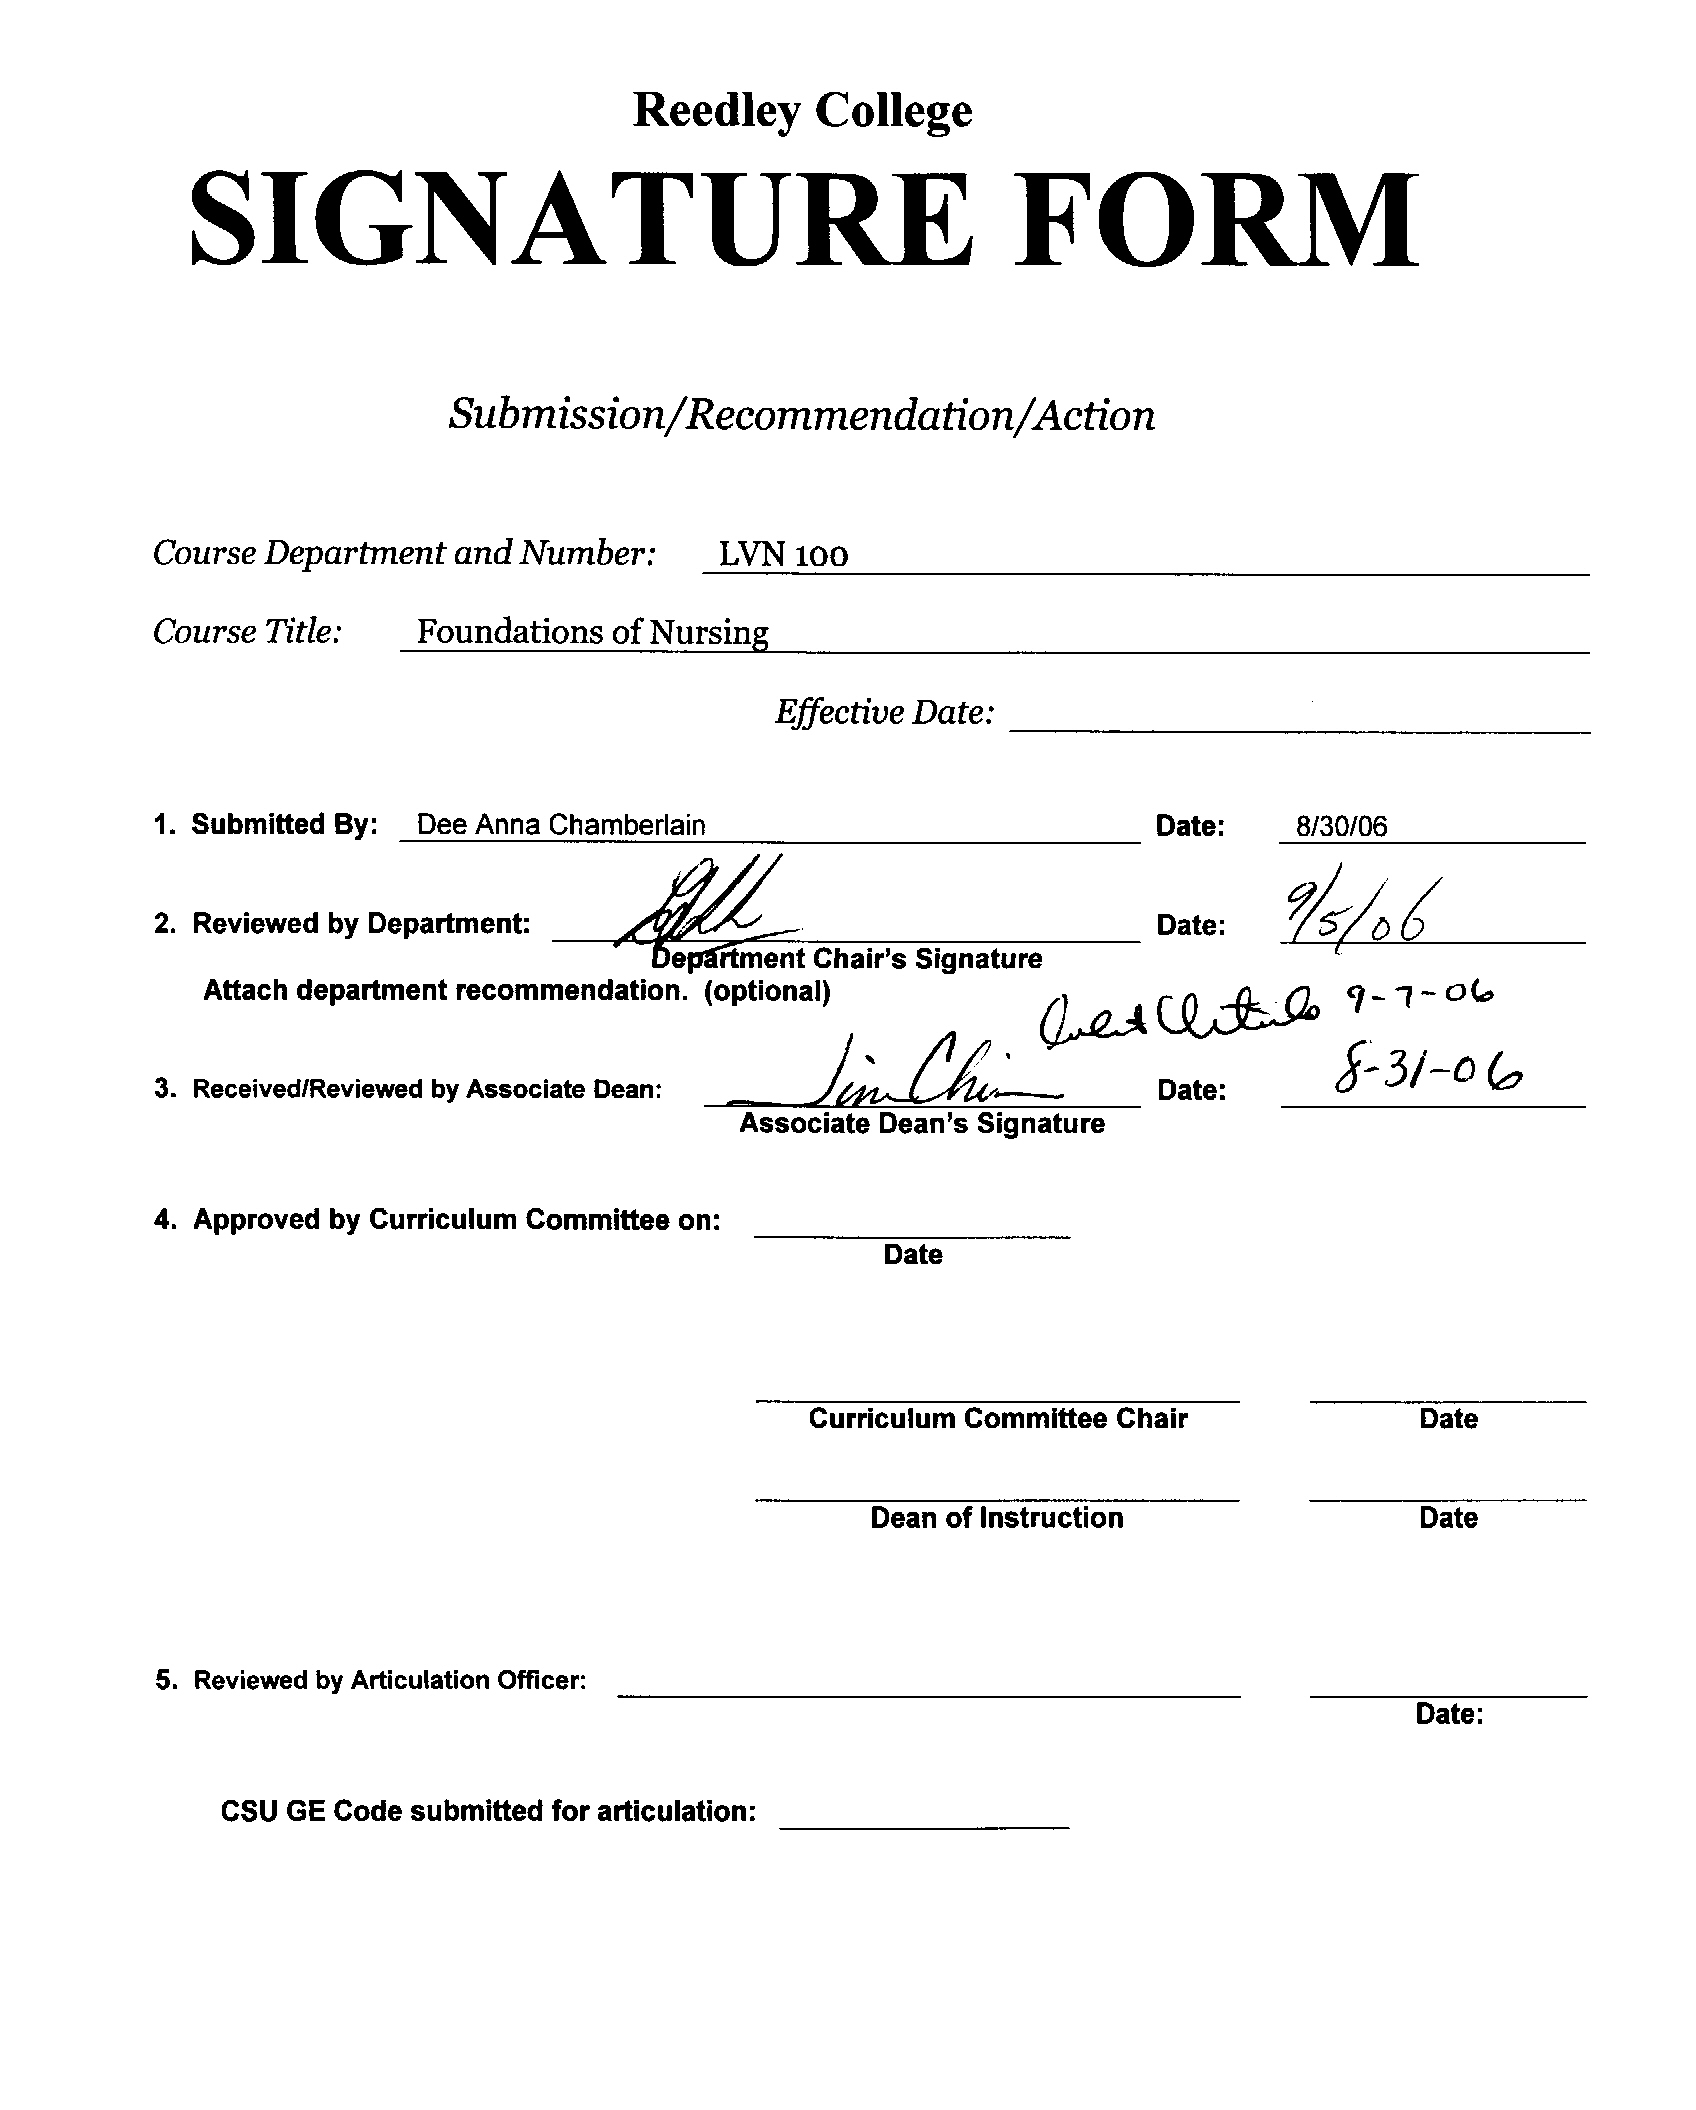 Reedley College
SIGNATURE FORM
Submission/Recommendation/Action
Course Department and Number: LVN 100
Course Title: Foundations of Nursing
Effective Date:
1. Submitted By: Dee Anna Chamberlain Date: 8/30/06
2. Reviewed by Department: Date: 9/5/06
Department Chair's Signature
Attach department recommendation. (optional)
9-7-06
3. Received/Reviewed by Associate Dean: Jim Chin Date: 8-31-06
Associate Dean's Signature
4. Approved by Curriculum Committee on:
Date
Curriculum Committee Chair Date
Dean of Instruction Date
5. Reviewed by Articulation Officer:
Date:
CSU GE Code submitted for articulation: